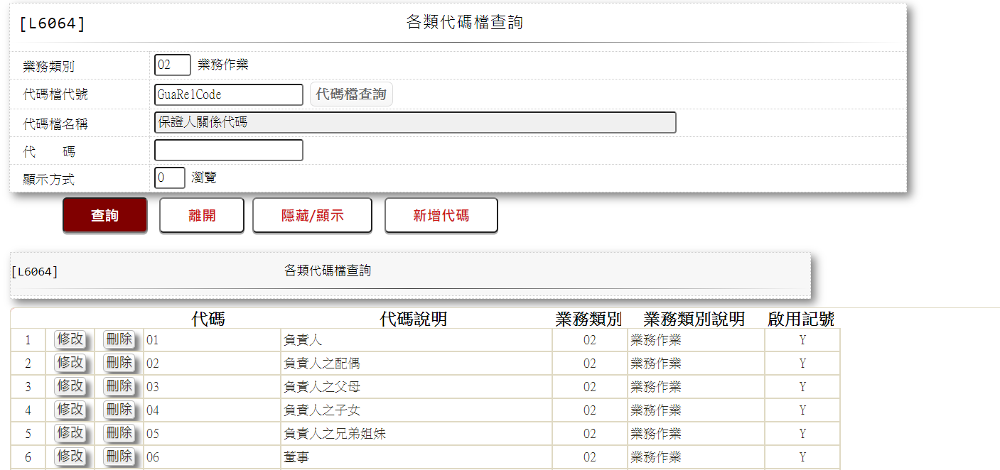 [L6064] 各類代碼檔查詢
業務類別 02 業務作業
代碼檔代號 GuaRelCode 代碼檔查詢
代碼檔名稱 保證人關係代碼
代 碼
顯示方式 0 瀏覽
查詢 離開 隱藏/顯示 新增代碼
[L6064] 各類代碼檔查詢
代碼 代碼說明 業務類別 業務類別說明 啟用記號
1 修改 刪除 01 負責人 02 業務作業 Y
2 修改 刪除 02 負責人之配偶 02 業務作業 Y
3 修改 刪除 03 負責人之父母 02 業務作業 Y
4 修改 刪除 04 負責人之子女 02 業務作業 Y
5 修改 刪除 05 負責人之兄弟姐妹 02 業務作業 Y
6 修改 刪除 06 董事 02 業務作業 Y